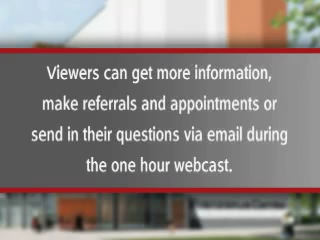 Viewers can get more information,
make referrals and appointments or
send in their questions via email during
the one hour webcast.